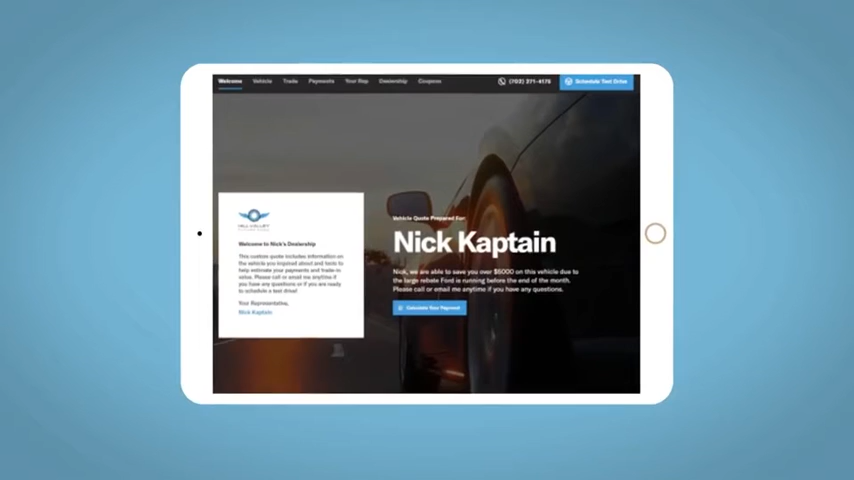 Welcome
Vehicle
Trade
Payments
Your Rep
Dealership
Coupons
(702) 271-4175
Schedule Test Drive
HILL VALLEY
Welcome to Nick's Dealership
This custom quote includes information on
the vehicle you inquired about and tools to
help estimate your payments and trade-in
value. Please call or email me anytime if
you have any questions or if you are ready
to schedule a test drive!
Your Representative,
Nick Kaptain
Vehicle Quote Prepared For:
Nick Kaptain
Nick, we are able to save you over $6000 on this vehicle due to
the large rebate Ford is running before the end of the month.
Please call or email me anytime if you have any questions.
Calculate Your Payment